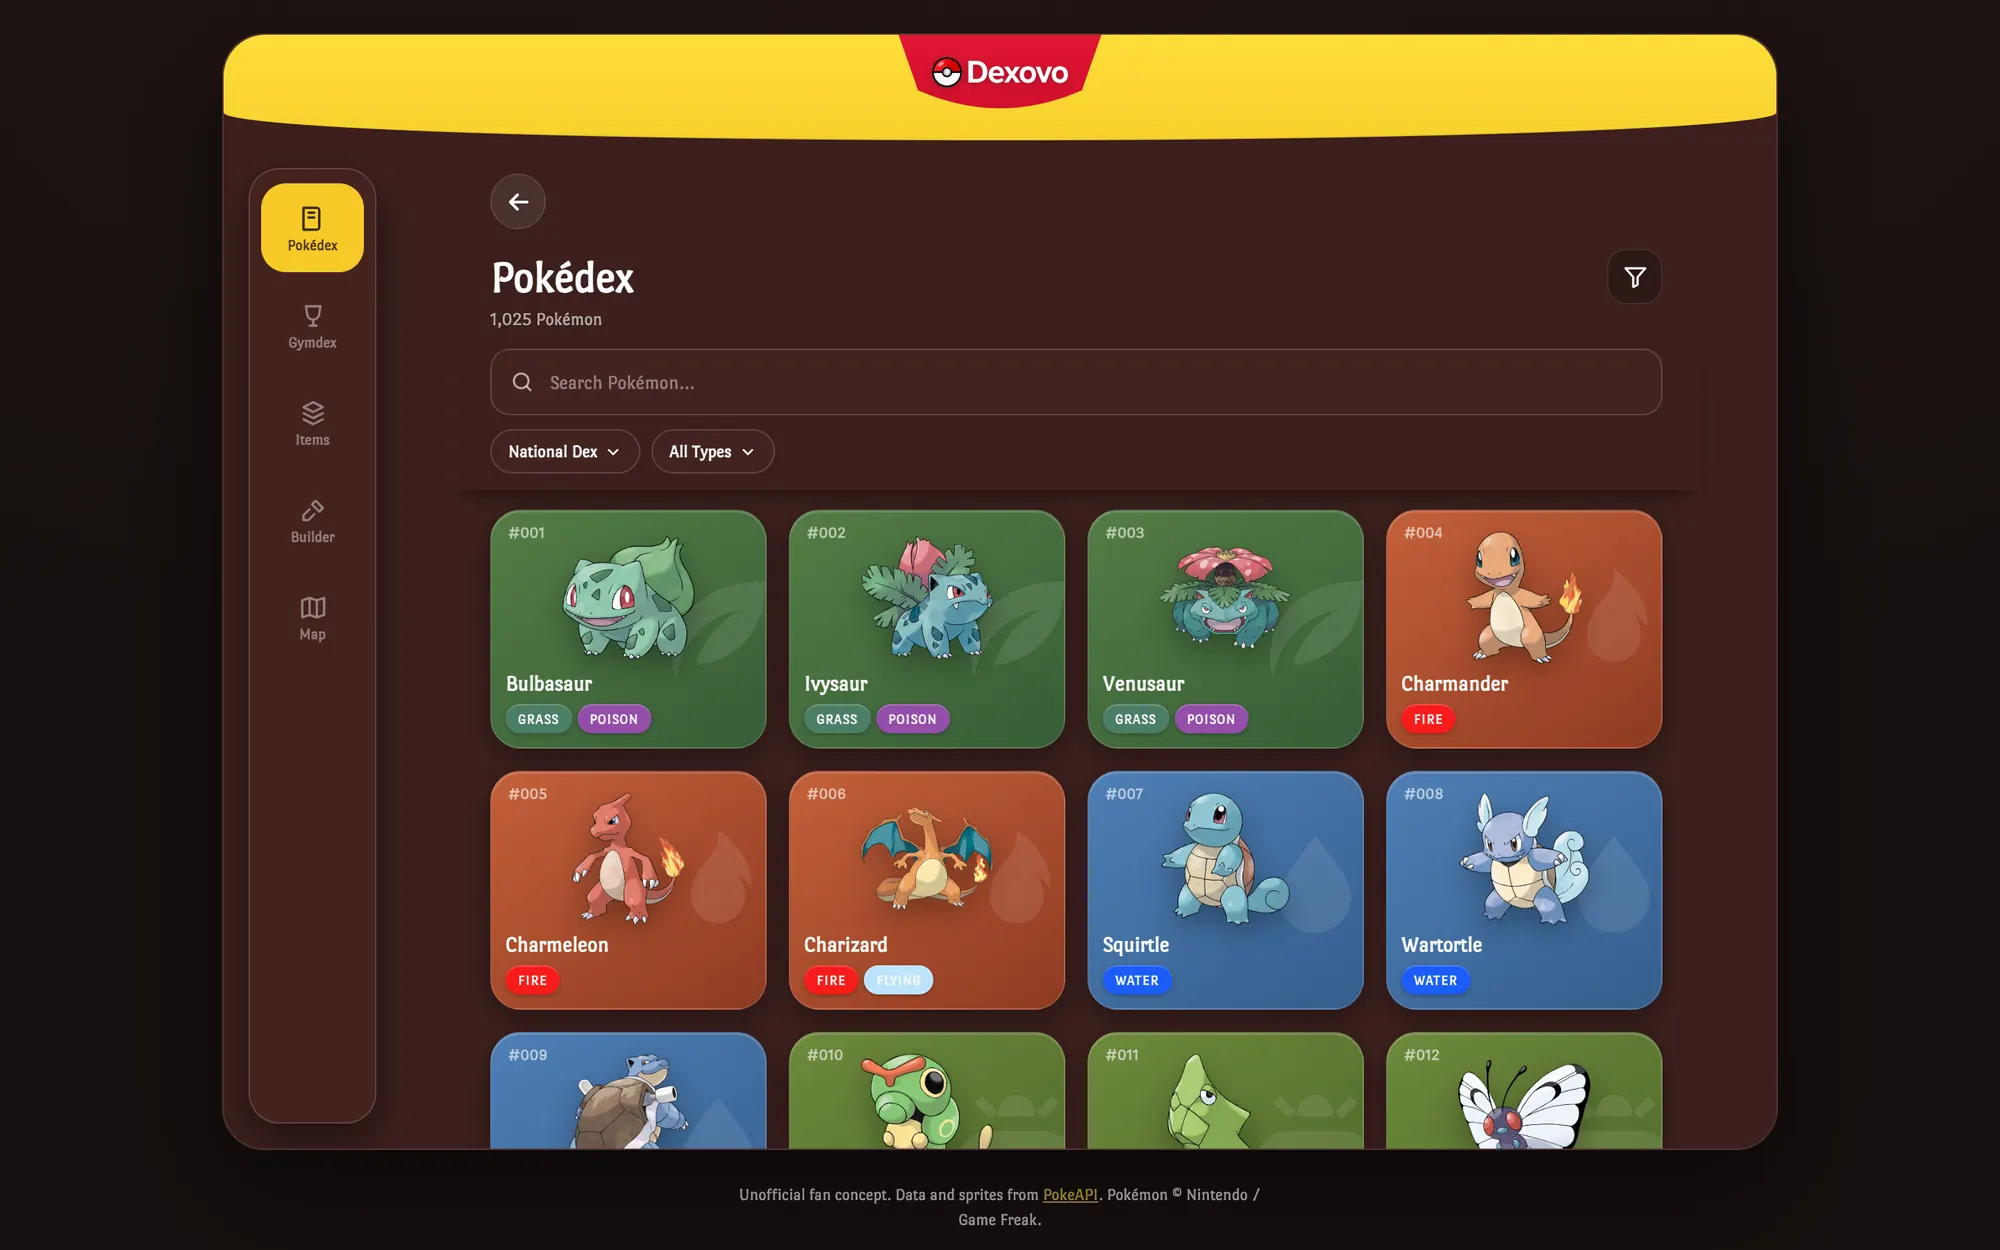 Dexovo
Pokédex
Gymdex
Items
Builder
Map
Pokédex
1,025 Pokémon
Search Pokémon...
National Dex
All Types
#001
Bulbasaur
GRASS POISON
#002
Ivysaur
GRASS POISON
#003
Venusaur
GRASS POISON
#004
Charmander
FIRE
#005
Charmeleon
FIRE
#006
Charizard
FIRE FLYING
#007
Squirtle
WATER
#008
Wartortle
WATER
#009
#010
#011
#012
Unofficial fan concept. Data and sprites from PokeAPI. Pokémon © Nintendo /
Game Freak.